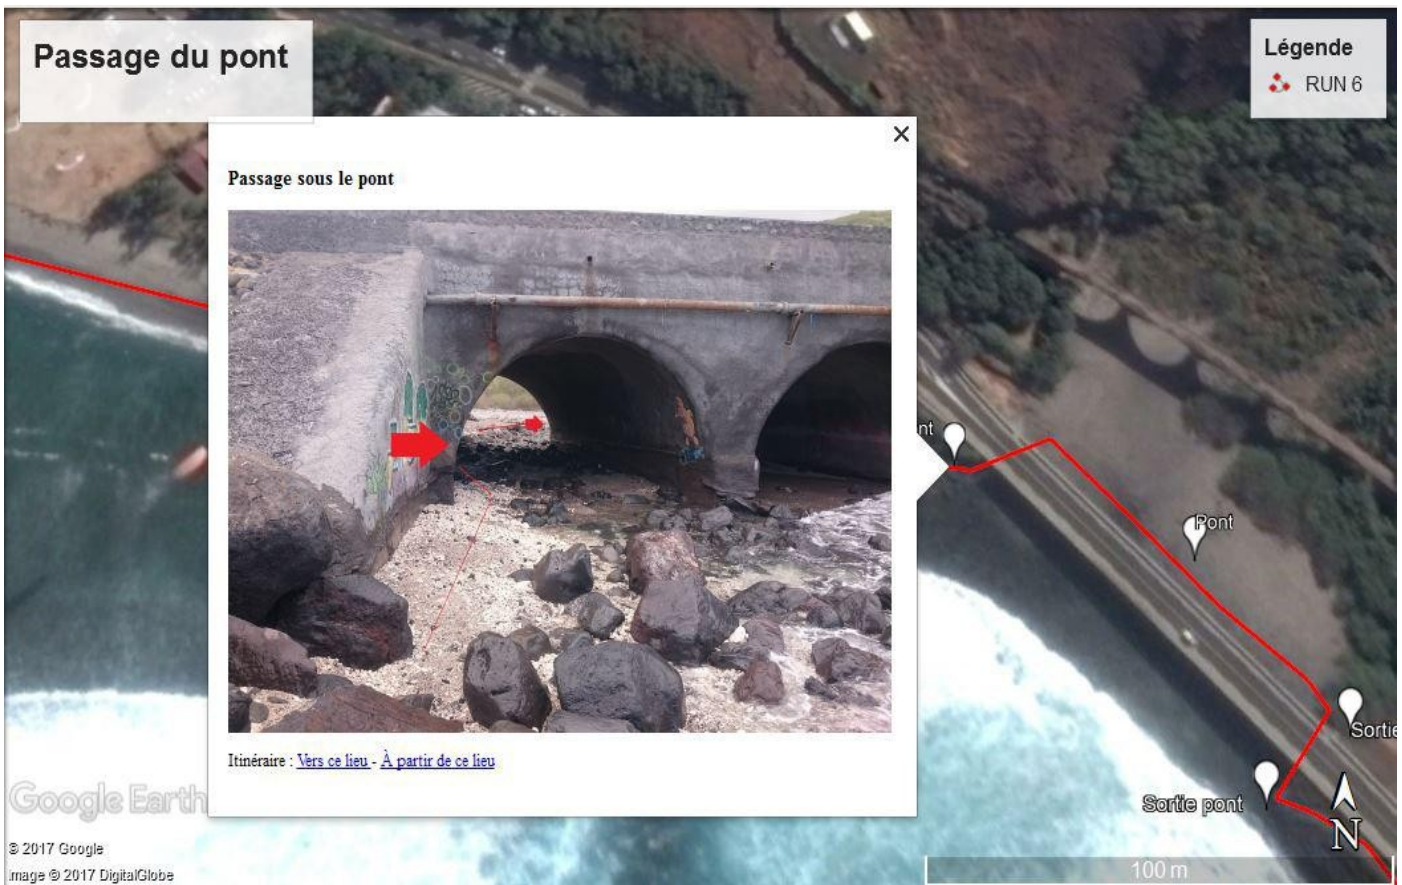 Passage du pont
Légende
RUN 6
Passage sous le pont
nt
Pont
Sortie
Sortie pont
Itinéraire : Vers ce lieu - À partir de ce lieu
Google Earth
© 2017 Google
Image © 2017 DigitalGlobe
N
100 m